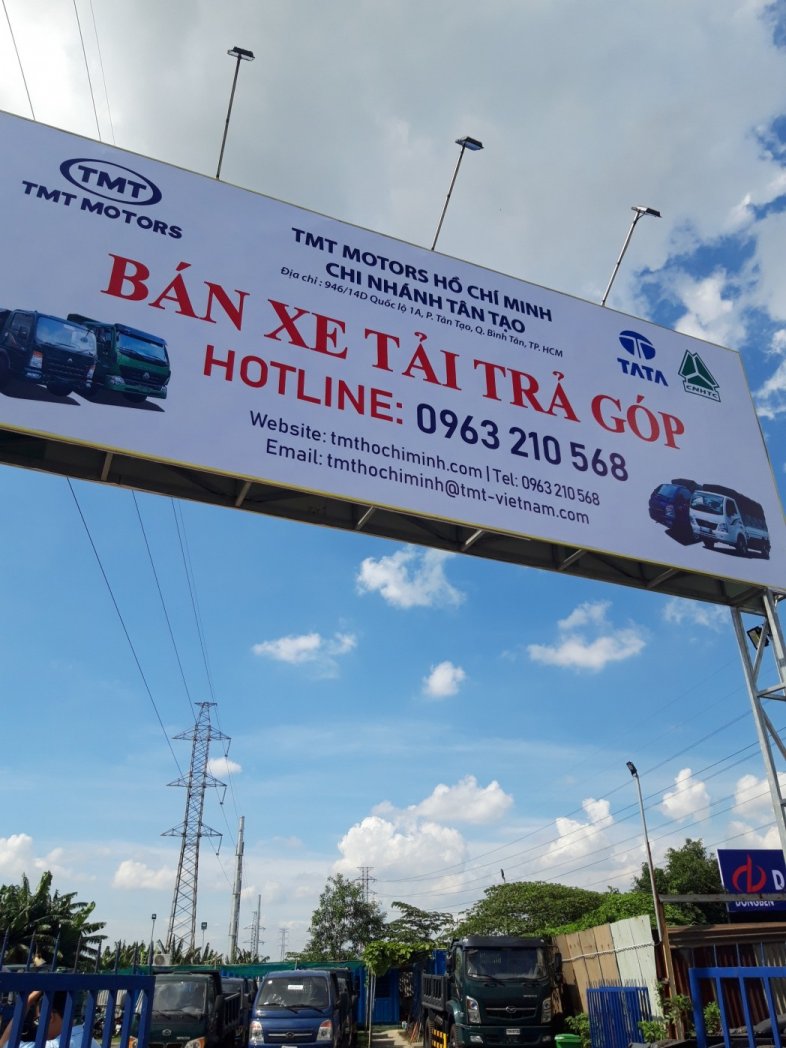 TMT
TMT MOTORS
TMT MOTORS HỒ CHÍ MINH
CHI NHÁNH TÂN TẠO
Địa chỉ : 946/14D Quốc lộ 1A, P. Tân Tạo, Q. Bình Tân, TP. HCM
BÁN XE TẢI TRẢ GÓP
HOTLINE: 0963 210 568
Website: tmthochiminh.com | Tel: 0963 210 568
Email: tmthochiminh@tmt-vietnam.com
TATA
CNHTC
DONGBEN